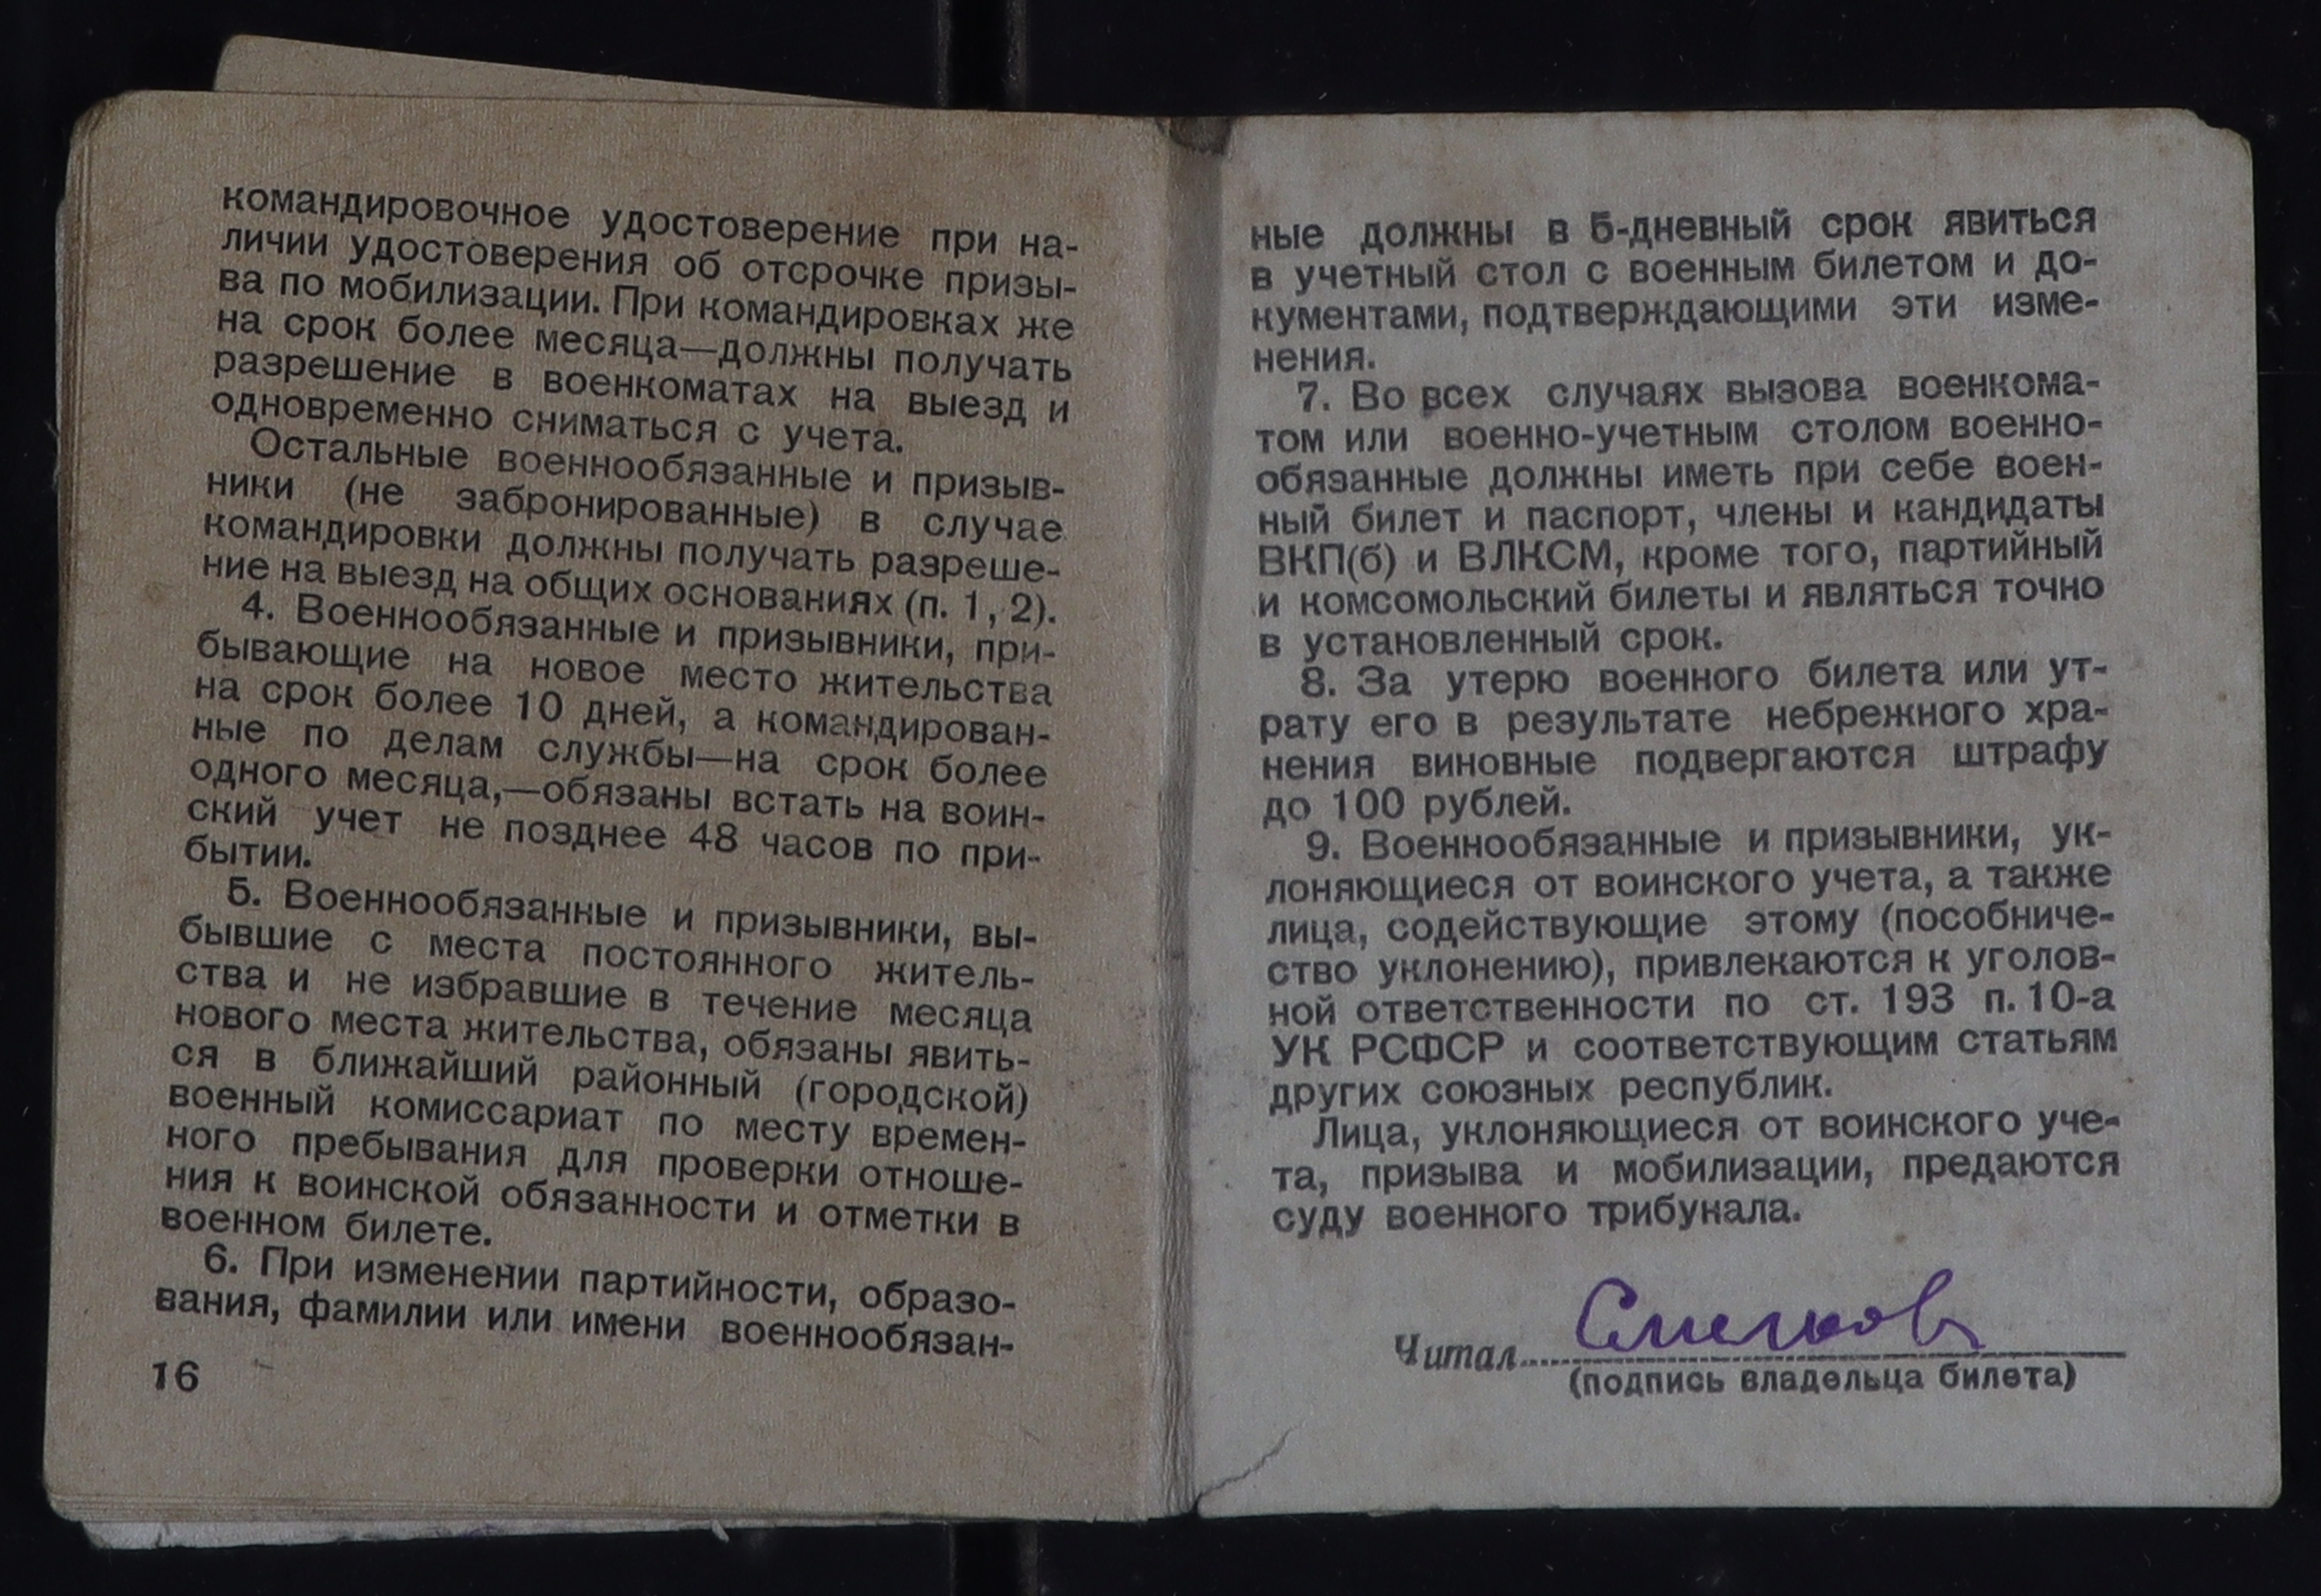 командировочное удостоверение при на-
личии удостоверения об отсрочке призы-
ва по мобилизации. При командировках же
на срок более месяца—должны получать
разрешение в военкоматах на выезд и
одновременно сниматься с учета.
Остальные военнообязанные и призыв-
ники (не забронированные) в случае
командировки должны получать разреше-
ние на выезд на общих основаниях (п. 1, 2).
4. Военнообязанные и призывники, при-
бывающие на новое место жительства
на срок более 10 дней, а командирован-
ные по делам службы—на срок более
одного месяца,—обязаны встать на воин-
ский учет не позднее 48 часов по при-
бытии.
5. Военнообязанные и призывники, вы-
бывшие с места постоянного житель-
ства и не избравшие в течение месяца
нового места жительства, обязаны явить-
ся в ближайший районный (городской)
военный комиссариат по месту времен-
ного пребывания для проверки отноше-
ния к воинской обязанности и отметки в
военном билете.
6. При изменении партийности, образо-
вания, фамилии или имени военнообязан-
16
ные должны в 5-дневный срок явиться
в учетный стол с военным билетом и до-
кументами, подтверждающими эти изме-
нения.
7. Во всех случаях вызова военкома-
том или военно-учетным столом военно-
обязанные должны иметь при себе воен-
ный билет и паспорт, члены и кандидаты
ВКП(б) и ВЛКСМ, кроме того, партийный
и комсомольский билеты и являться точно
в установленный срок.
8. За утерю военного билета или ут-
рату его в результате небрежного хра-
нения виновные подвергаются штрафу
до 100 рублей.
9. Военнообязанные и призывники, ук-
лоняющиеся от воинского учета, а также
лица, содействующие этому (пособниче-
ство уклонению), привлекаются к уголов-
ной ответственности по ст. 193 п. 10-а
УК РСФСР и соответствующим статьям
других союзных республик.
Лица, уклоняющиеся от воинского уче-
та, призыва и мобилизации, предаются
суду военного трибунала.
Читал
(подпись владельца билета)